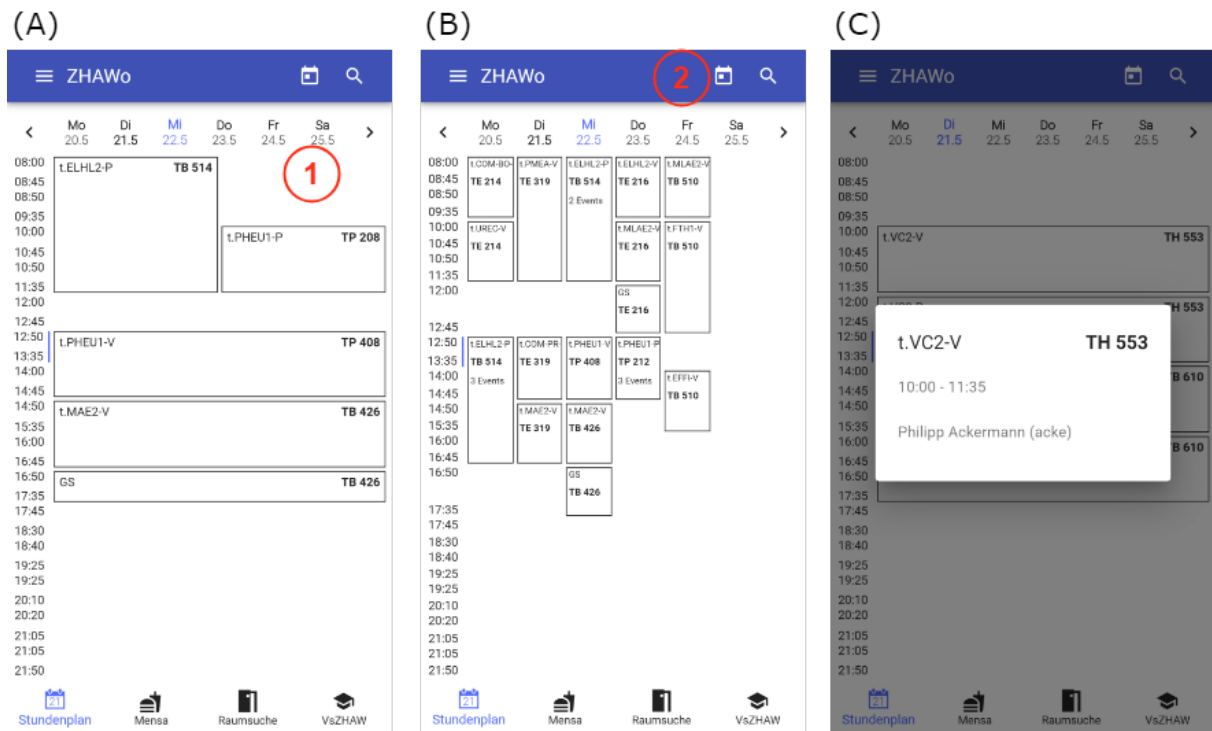 (A)
ZHAWo
Mo Di Mi Do Fr Sa
20.5 21.5 22.5 23.5 24.5 25.5
1
08:00
t.ELHL2-P TB 514
08:45
08:50
09:35
10:00
t.PHEU1-P TP 208
10:45
10:50
11:35
12:00
12:45
12:50
t.PHEU1-V TP 408
13:35
14:00
14:45
14:50
t.MAE2-V TB 426
15:35
16:00
16:45
16:50
GS TB 426
17:35
17:45
18:30
18:40
19:25
19:25
20:10
20:20
21:05
21:05
21:50
21
Stundenplan Mensa Raumsuche VsZHAW
(B)
ZHAWo
2
Mo Di Mi Do Fr Sa
20.5 21.5 22.5 23.5 24.5 25.5
08:00 t.COM-BD- t.PMEA-V t.ELHL2-P t.ELHL2-V t.MLAE2-V
08:45 TE 214 TE 319 TB 514 TE 216 TB 510
08:50 2 Events
09:35
10:00 t.UREC-V t.MLAE2-V t.FTH1-V
10:45 TE 214 TE 216 TB 510
10:50
11:35
12:00 GS
TE 216
12:45
12:50 t.ELHL2-P t.COM-PR t.PHEU1-V t.PHEU1-P
13:35 TB 514 TE 319 TP 408 TP 212
14:00 3 Events 3 Events t.EFFI-V
14:45 TB 510
14:50 t.MAE2-V t.MAE2-V
15:35 TE 319 TB 426
16:00
16:45
16:50 GS
TB 426
17:35
17:45
18:30
18:40
19:25
19:25
19:25
20:10
20:20
21:05
21:05
21:50
21
Stundenplan Mensa Raumsuche VsZHAW
(C)
ZHAWo
Mo Di Mi Do Fr Sa
20.5 21.5 22.5 23.5 24.5 25.5
08:00
08:45
08:50
09:35
10:00
t.VC2-V TH 553
10:45
10:50
11:35
12:00
TH 553
12:45
12:50
13:35
14:00
B 610
14:45
14:50
15:35
16:00
B 610
16:45
16:50
17:35
17:45
18:30
18:40
19:25
19:25
20:10
20:20
21:05
21:05
21:50
t.VC2-V TH 553
10:00 - 11:35
Philipp Ackermann (acke)
21
Stundenplan Mensa Raumsuche VsZHAW